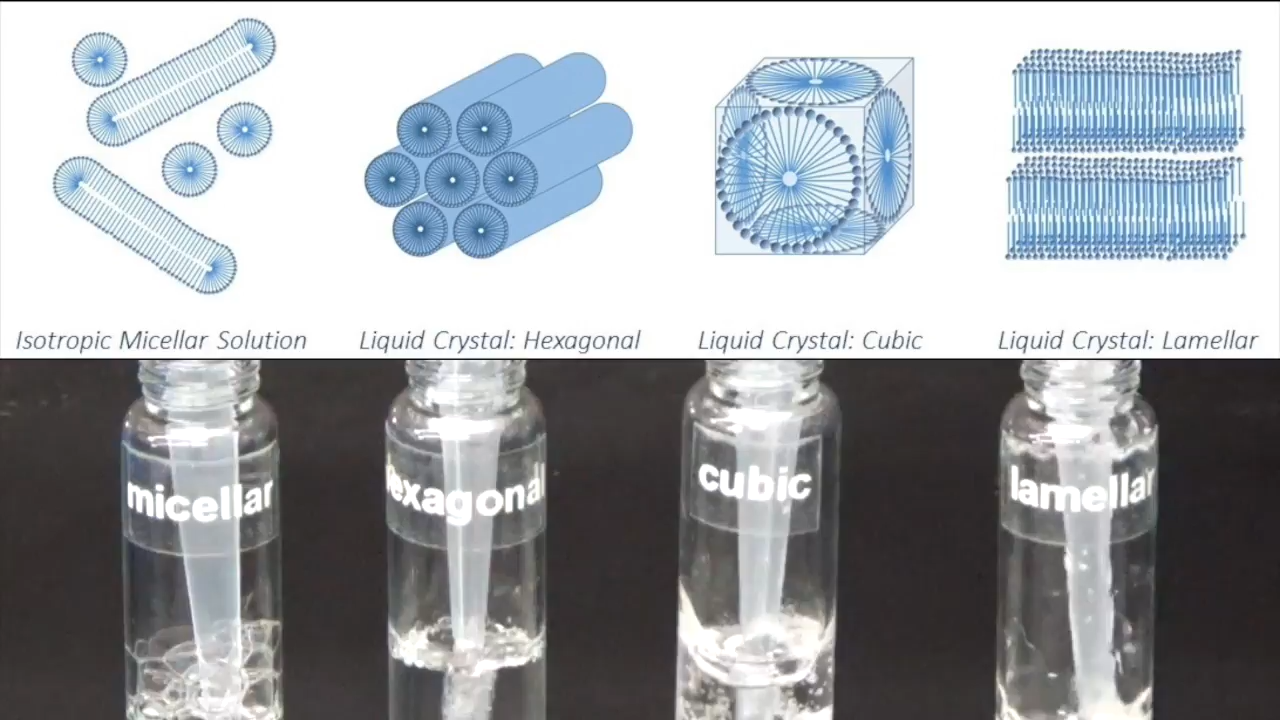 Isotropic Micellar Solution
Liquid Crystal: Hexagonal
Liquid Crystal: Cubic
Liquid Crystal: Lamellar
micellar
exagonal
cubic
lamellar